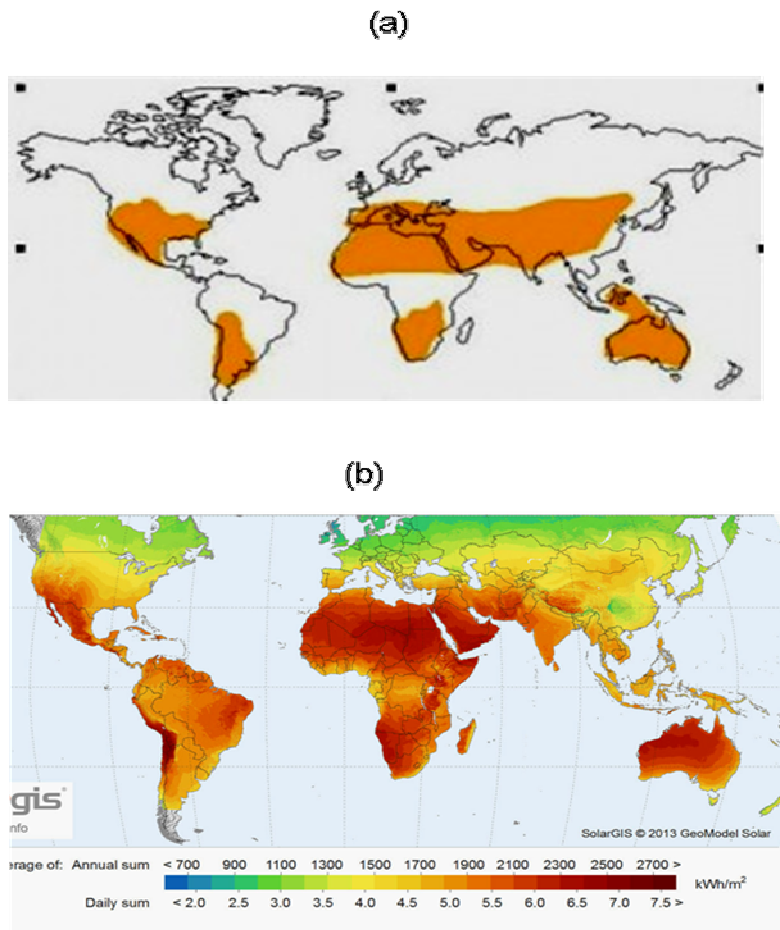 (a)
(b)
gis
nfo
SolarGIS © 2013 GeoModel Solar
erage of: Annual sum < 700 900 1100 1300 1500 1700 1900 2100 2300 2500 2700 > kWh/m²
Daily sum < 2.0 2.5 3.0 3.5 4.0 4.5 5.0 5.5 6.0 6.5 7.0 7.5 >